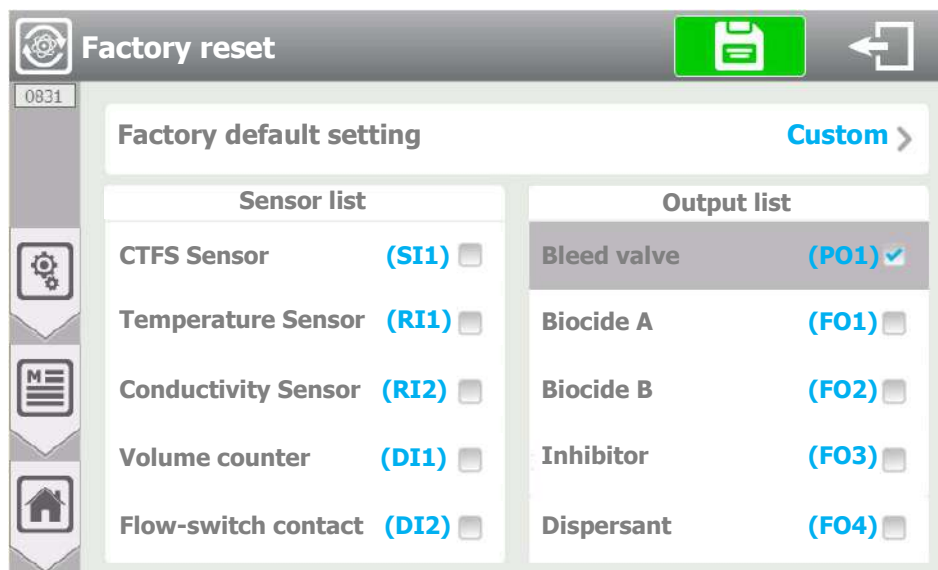 Factory reset
0831
Factory default setting Custom
Sensor list
CTFS Sensor (SI1)
Temperature Sensor (RI1)
Conductivity Sensor (RI2)
Volume counter (DI1)
Flow-switch contact (DI2)
Output list
Bleed valve (PO1)
Biocide A (FO1)
Biocide B (FO2)
Inhibitor (FO3)
Dispersant (FO4)
M